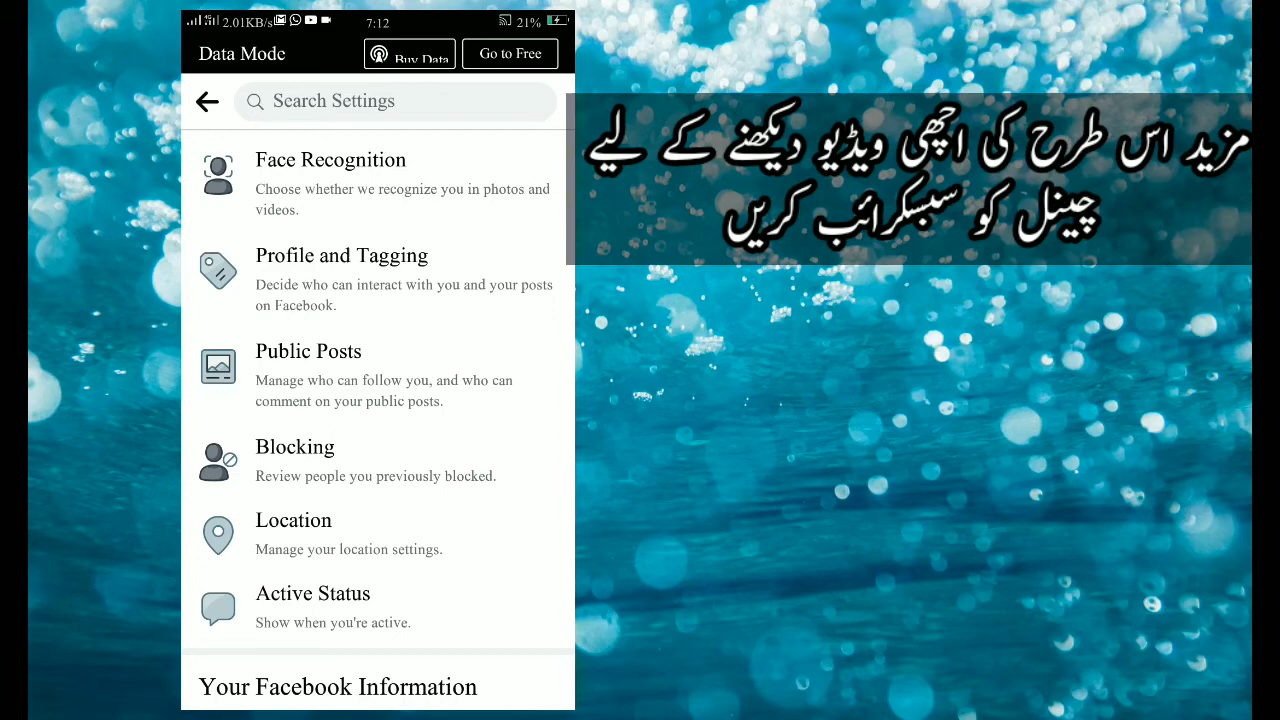 2.01KB/s 7:12 21%
Data Mode Buy Data Go to Free
Search Settings
Face Recognition
Choose whether we recognize you in photos and
videos.
Profile and Tagging
Decide who can interact with you and your posts
on Facebook.
Public Posts
Manage who can follow you, and who can
comment on your public posts.
Blocking
Review people you previously blocked.
Location
Manage your location settings.
Active Status
Show when you're active.
Your Facebook Information
مزید اس طرح کی اچھی ویڈیو دیکھنے کے لیے
چینل کو سبسکرائب کریں